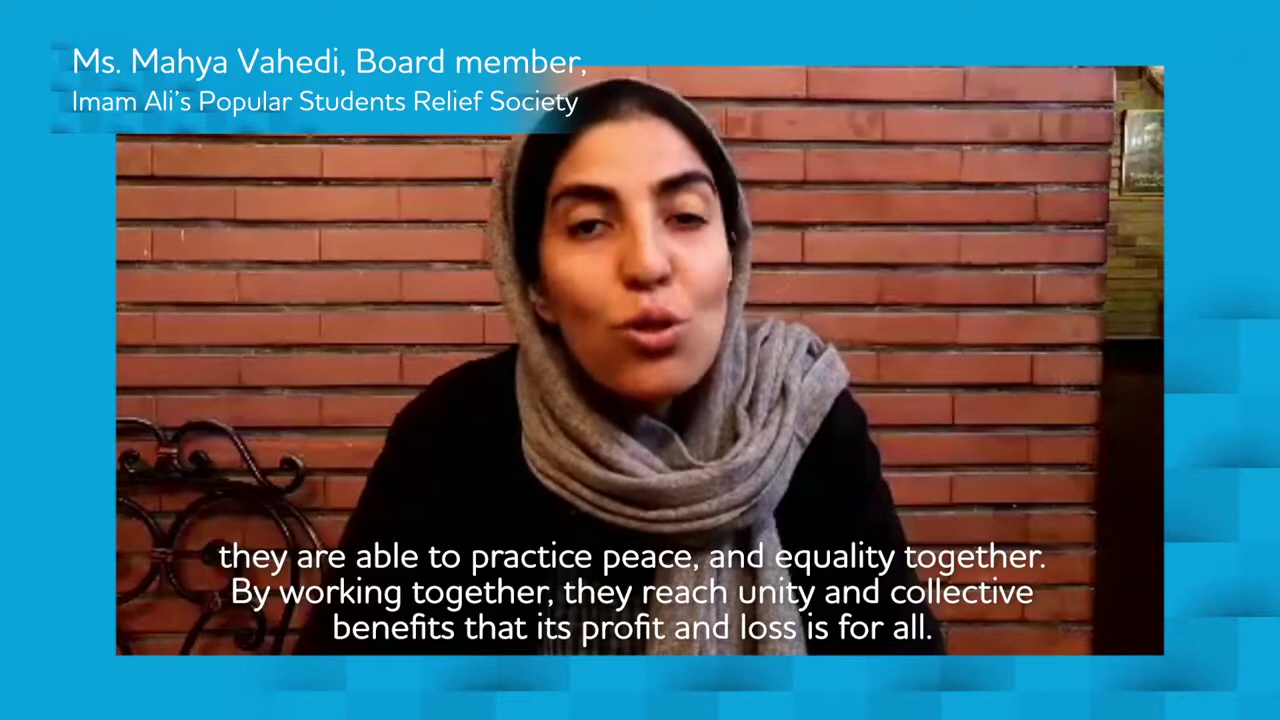 Ms. Mahya Vahedi, Board member,
Imam Ali's Popular Students Relief Society
they are able to practice peace, and equality together.
By working together, they reach unity and collective
benefits that its profit and loss is for all.